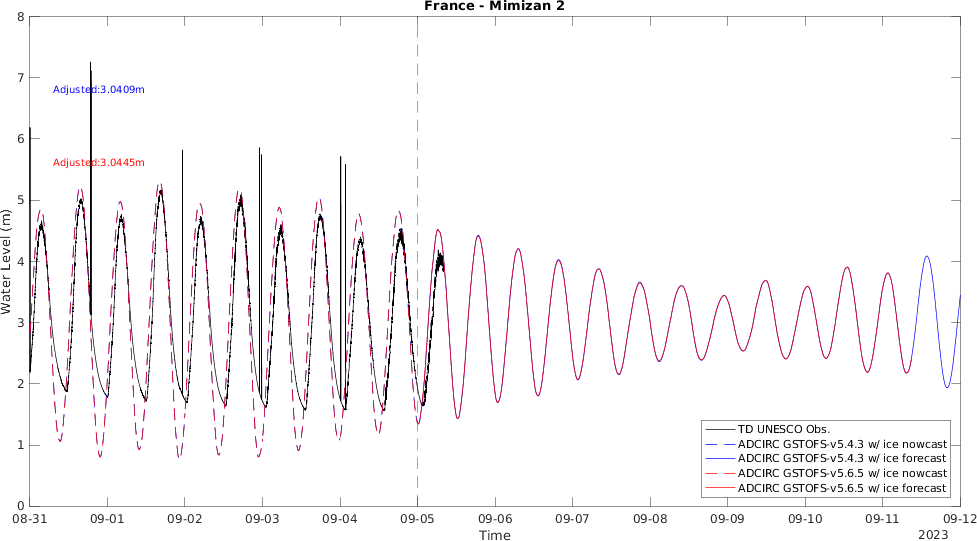 France - Mimizan 2
8
7
6
5
4
3
2
1
0
Water Level (m)
Adjusted:3.0409m
Adjusted:3.0445m
TD UNESCO Obs.
ADCIRC GSTOFS-v5.4.3 w/ ice nowcast
ADCIRC GSTOFS-v5.4.3 w/ ice forecast
ADCIRC GSTOFS-v5.6.5 w/ ice nowcast
ADCIRC GSTOFS-v5.6.5 w/ ice forecast
08-31 09-01 09-02 09-03 09-04 09-05 09-06 09-07 09-08 09-09 09-10 09-11 09-12
Time
2023